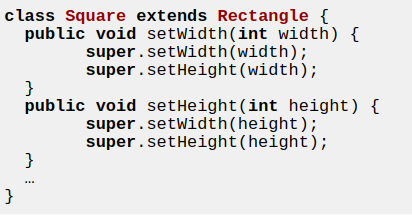 class Square extends Rectangle {
  public void setWidth(int width) {
        super.setWidth(width);
        super.setHeight(width);
  }
  public void setHeight(int height) {
        super.setWidth(height);
        super.setHeight(height);
  }
  …
}